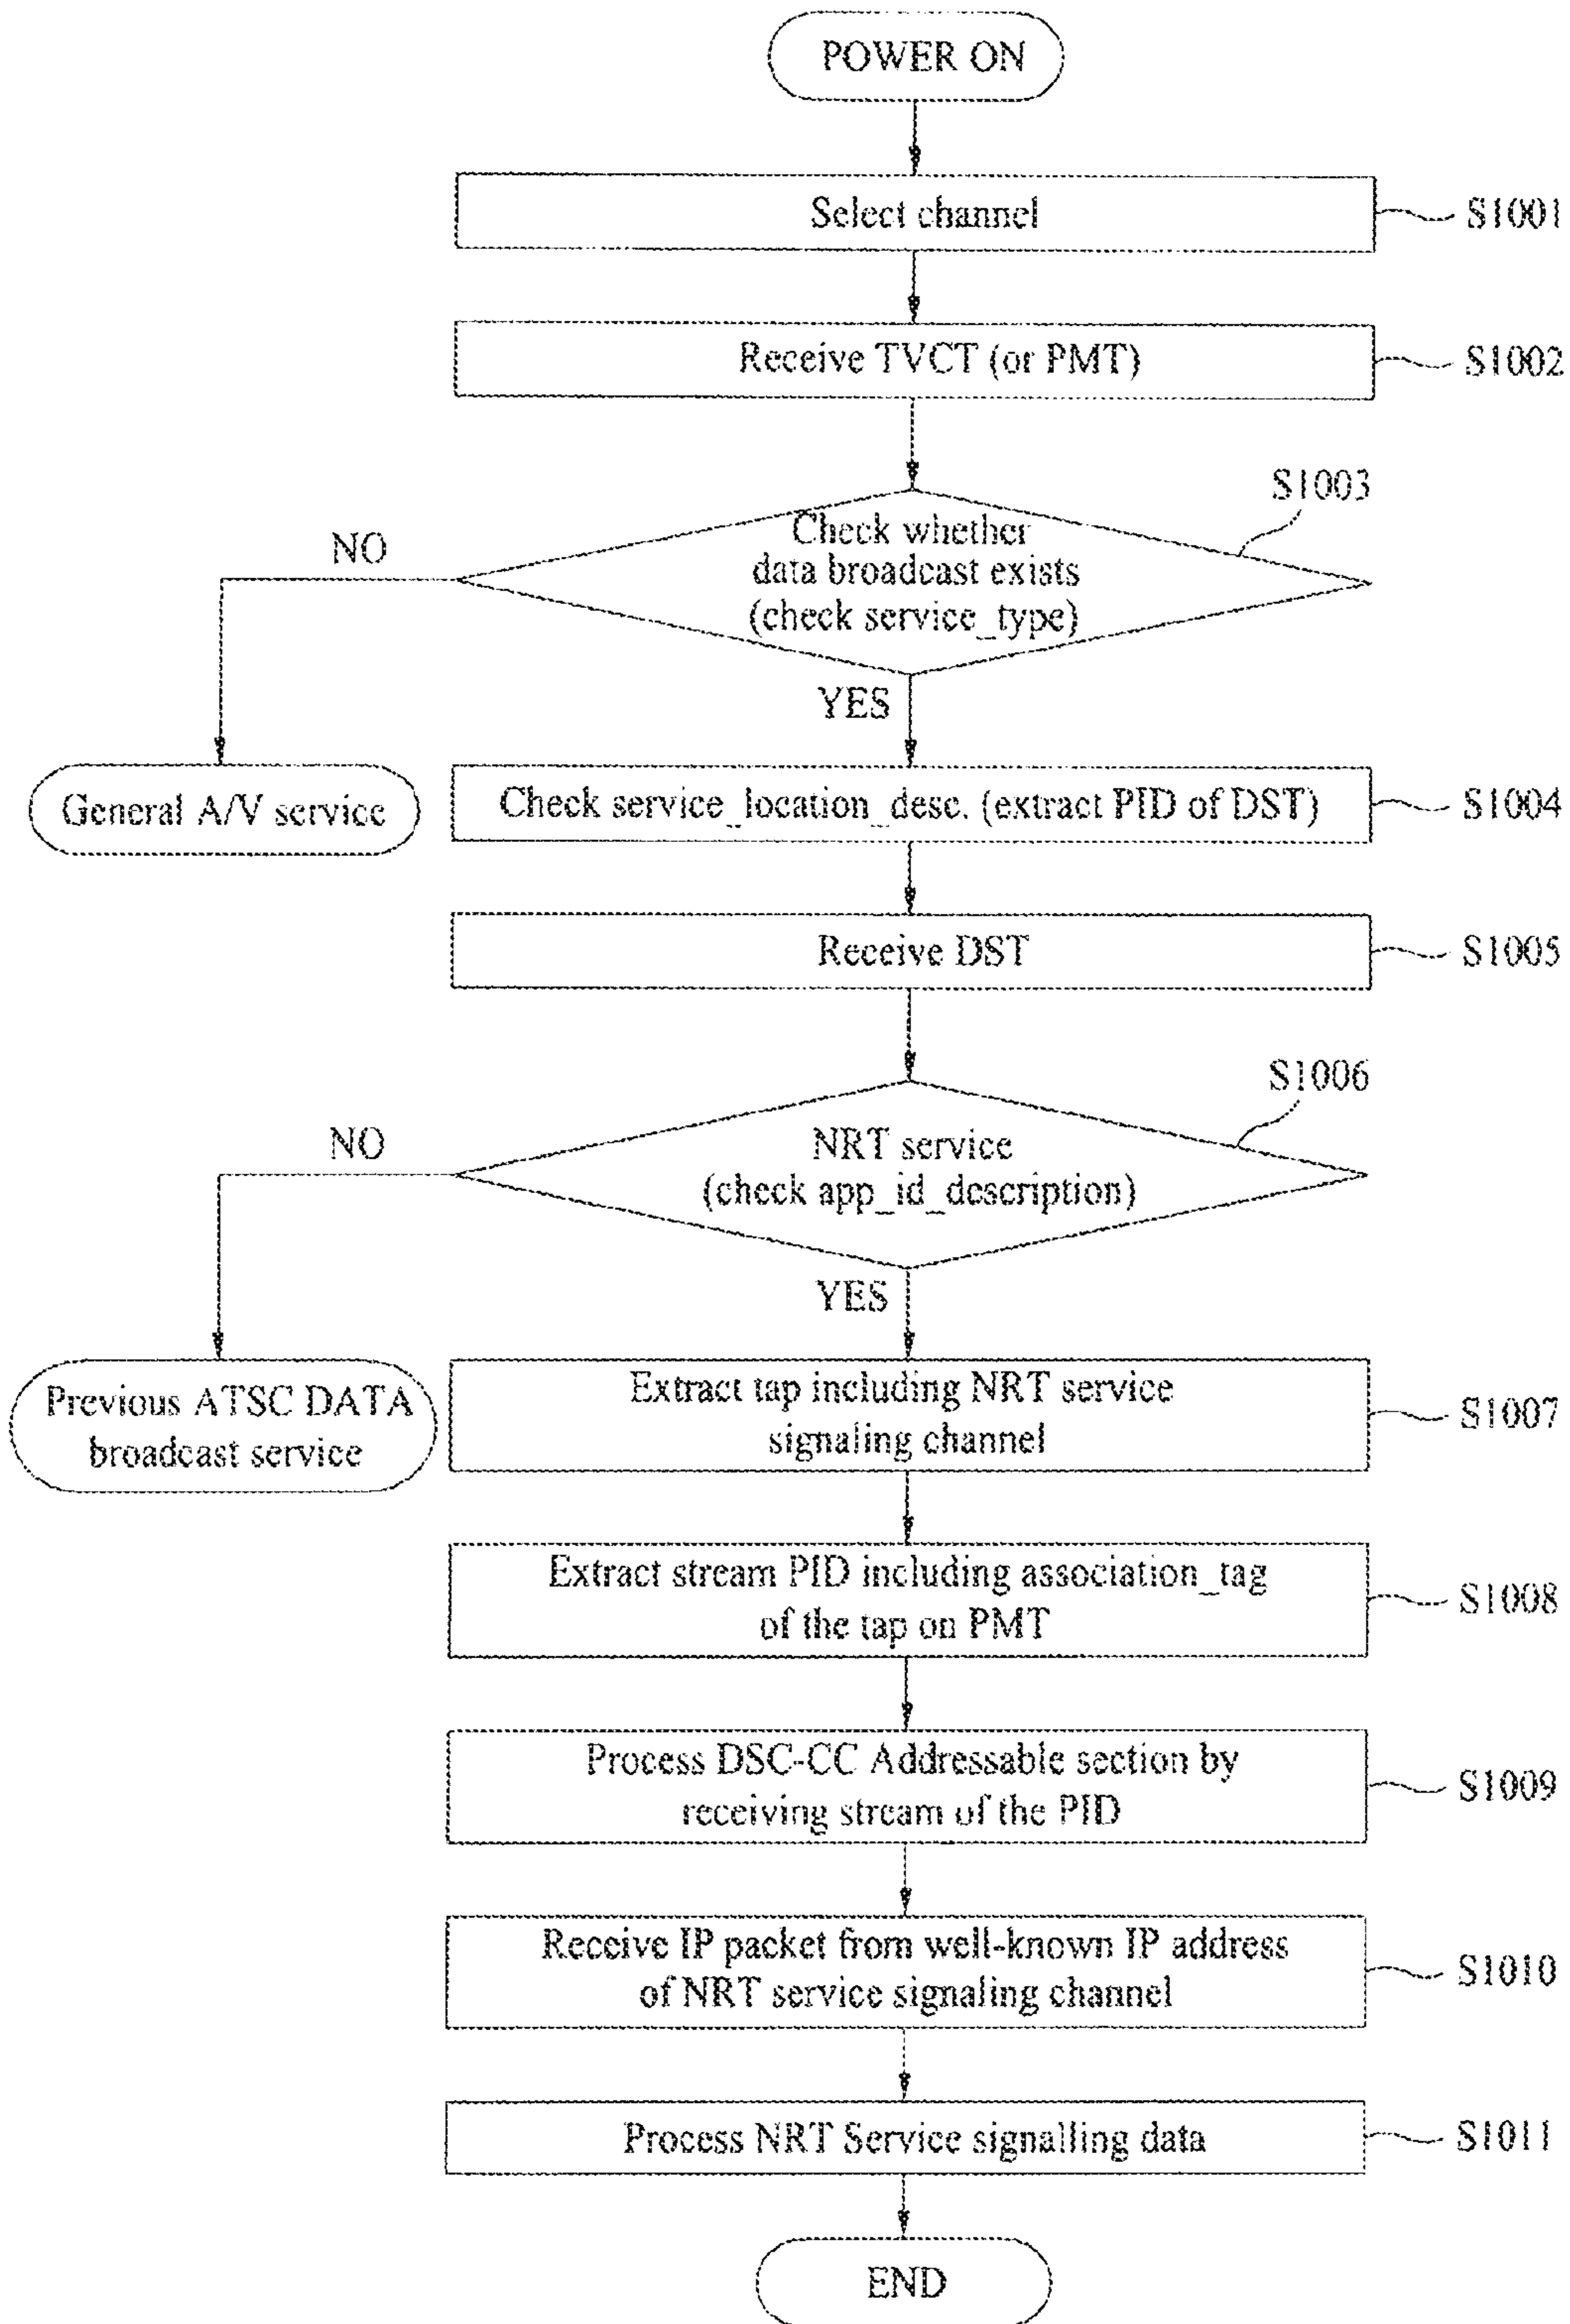 POWER ON
Select channel
S1001
Receive TVCT (or PMT)
S1002
S1003
Check whether
data broadcast exists
(check service_type)
NO
YES
General A/V service
Check service_location_desc. (extract PID of DST)
S1004
Receive DST
S1005
S1006
NRT service
(check app_id_description)
NO
YES
Previous ATSC DATA
broadcast service
Extract tap including NRT service
signaling channel
S1007
Extract stream PID including association_tag
of the tap on PMT
S1008
Process DSC-CC Addressable section by
receiving stream of the PID
S1009
Receive IP packet from well-known IP address
of NRT service signaling channel
S1010
Process NRT Service signalling data
S1011
END